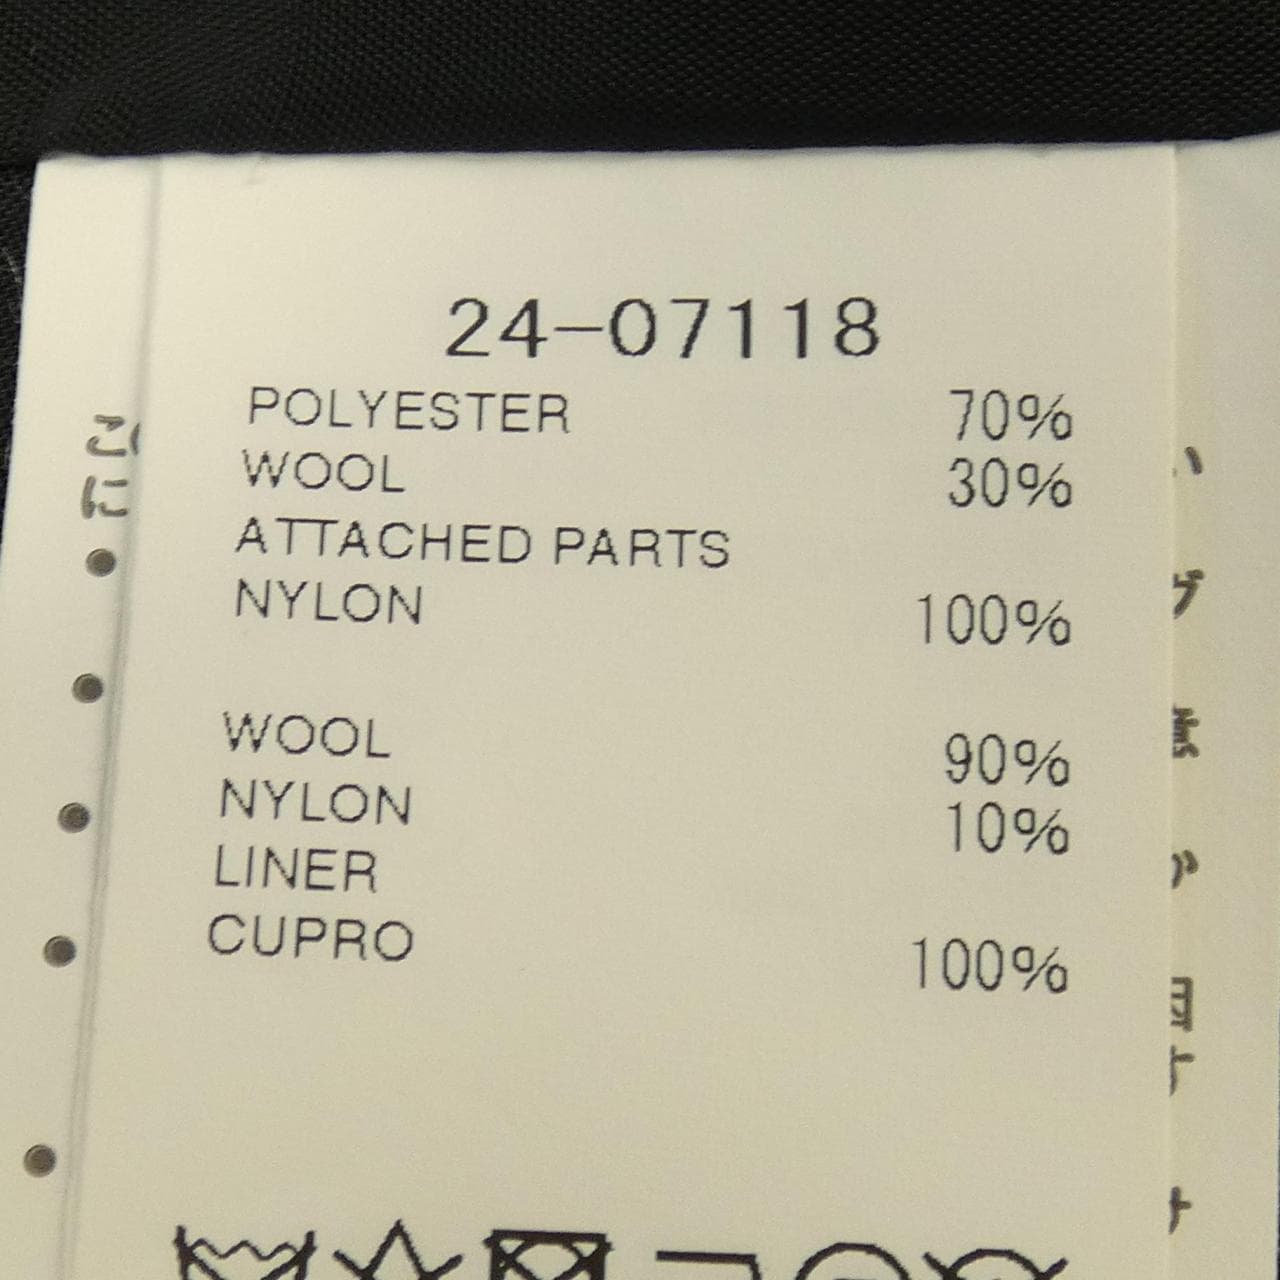 24-07118
POLYESTER 70%
WOOL 30%
ATTACHED PARTS
NYLON 100%
WOOL 90%
NYLON 10%
LINER
CUPRO 100%